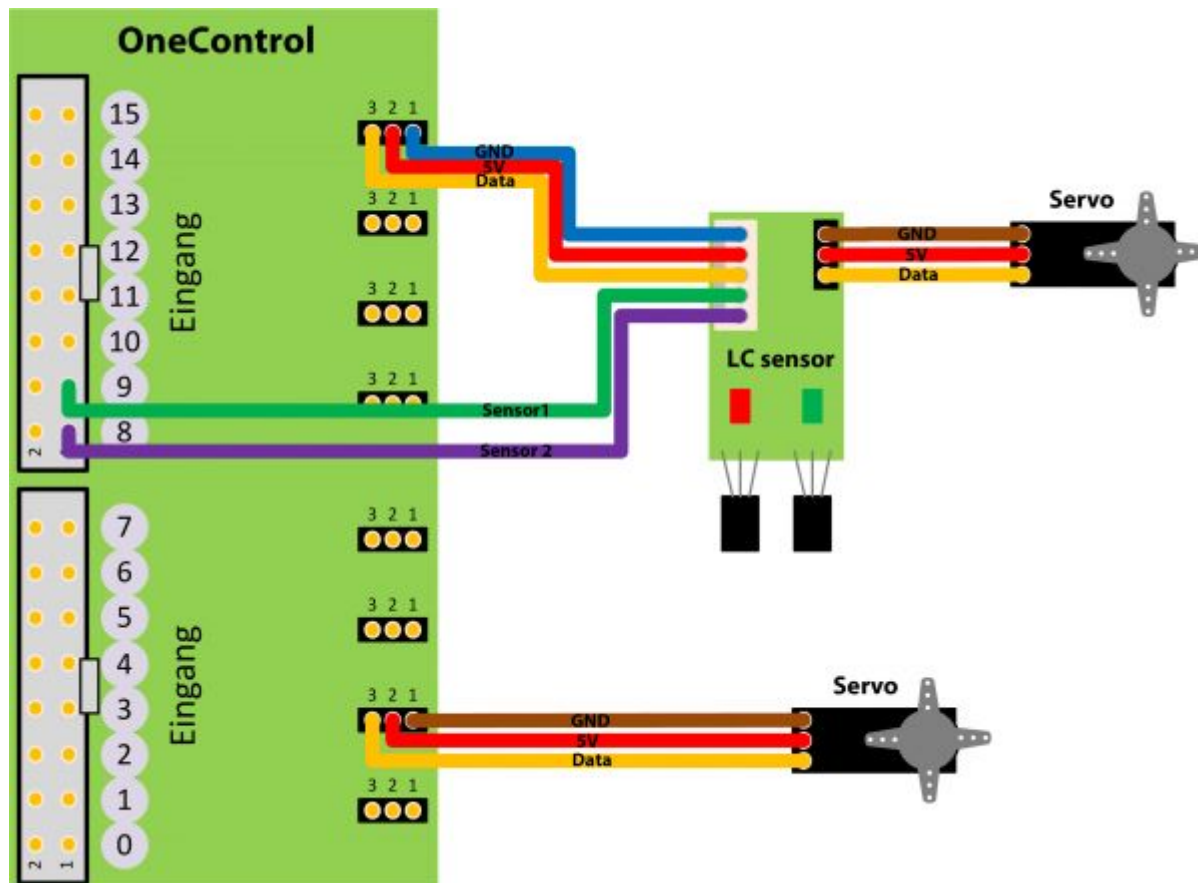 OneControl
15
14
13
12
11
10
9
8
Eingang
2
3 2 1
3 2 1
3 2 1
3 2 1
GND
5V
Data
Sensor1
Sensor 2
LC sensor
GND
5V
Data
Servo
7
6
5
4
3
2
1
0
Eingang
2 1
3 2 1
3 2 1
3 2 1
3 2 1
GND
5V
Data
Servo